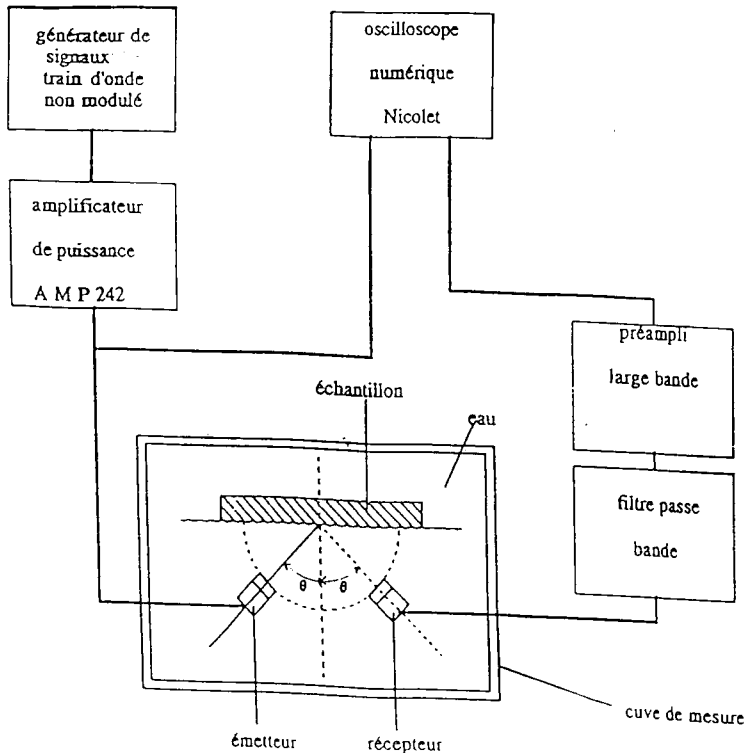 générateur de
signaux
train d'onde
non modulé
oscilloscope
numérique
Nicolet
amplificateur
de puissance
A M P 242
préampli
large bande
échantillon
eau
filtre passe
bande
θ θ
cuve de mesure
émetteur
récepteur